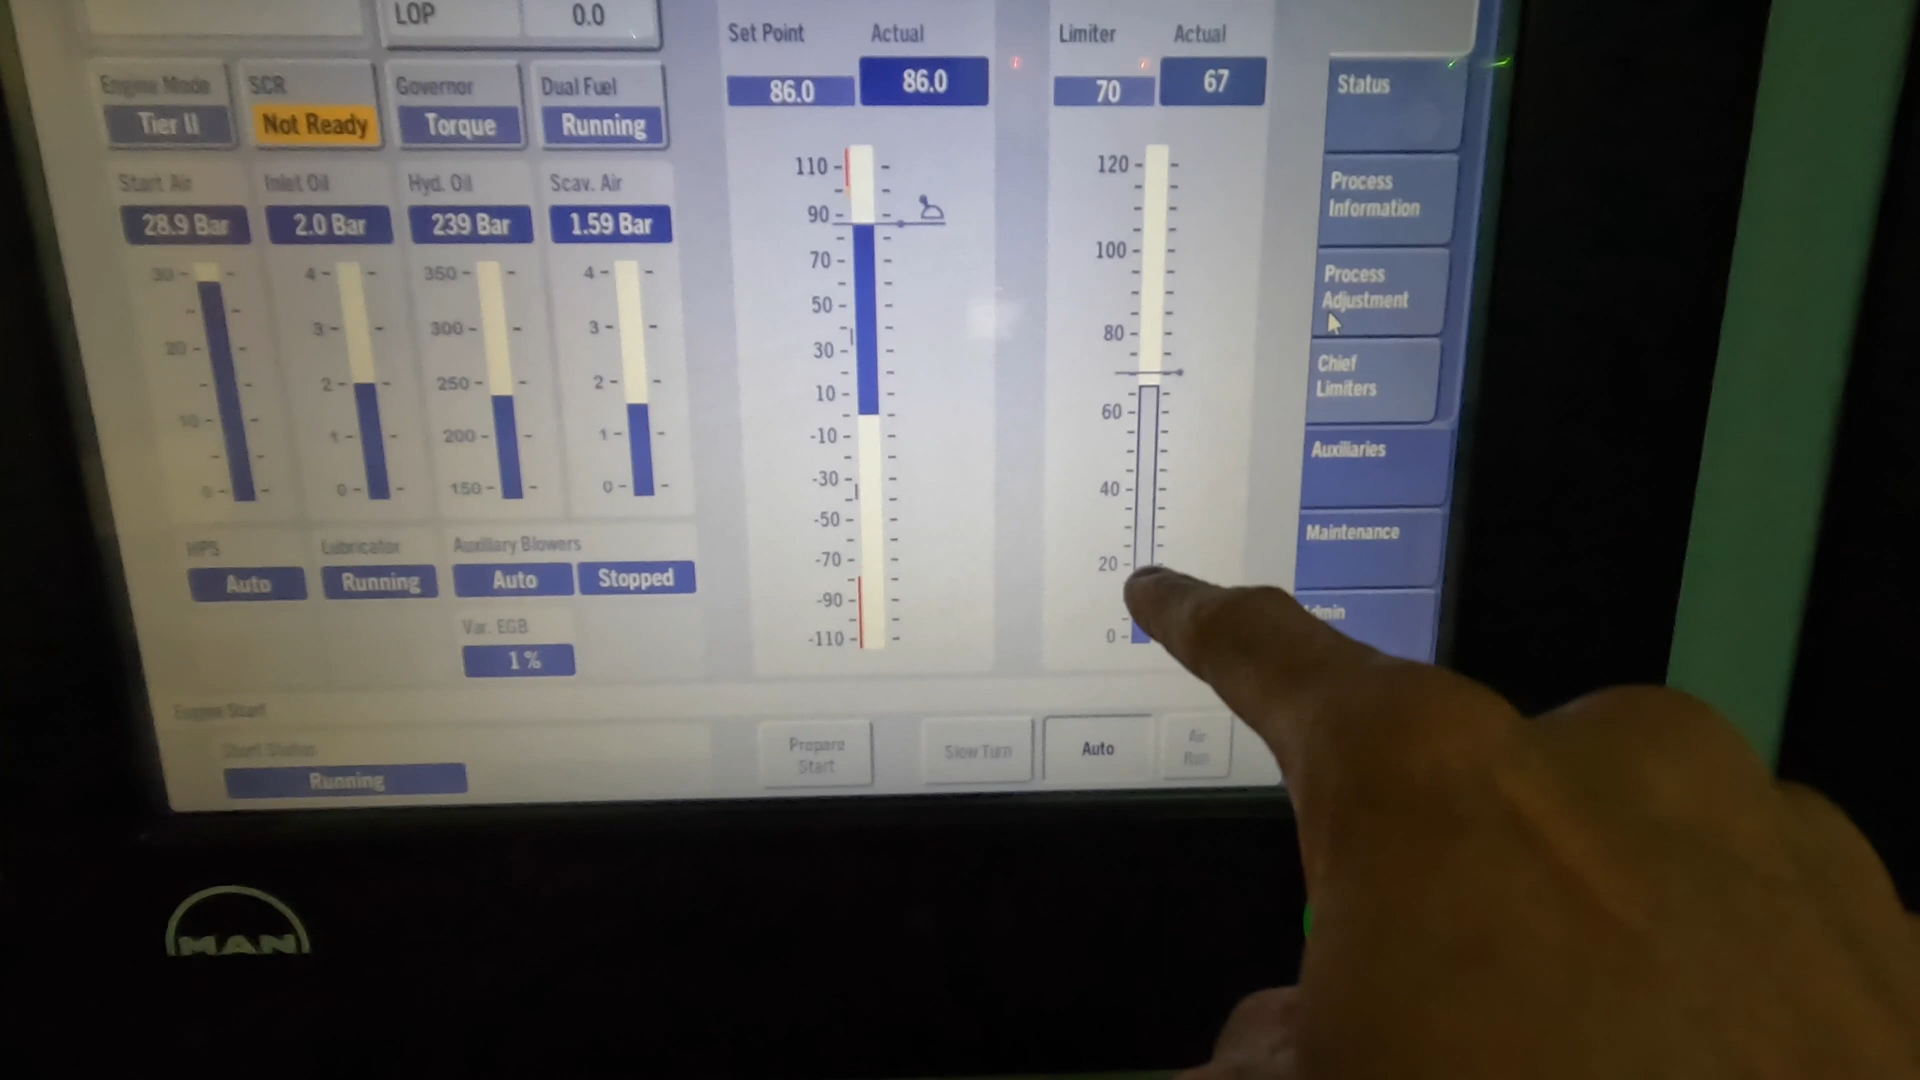 LOP 0.0
Set Point Actual
86.0 86.0
Limiter Actual
70 67
Engine Mode SCR Governor Dual Fuel
Tier II Not Ready Torque Running
Start Air Inlet Oil Hyd. Oil Scav. Air
28.9 Bar 2.0 Bar 239 Bar 1.59 Bar
30 4 350 4
3 300 3
20
2 250 2
10 1 200 1
0 0 150 0
110
90
70
50
30
10
-10
-30
-50
-70
-90
-110
120
100
80
60
40
20
0
HPS Lubricator Auxiliary Blowers
Auto Running Auto Stopped
Var. EGB
1 %
Engine Start
Start Status
Running
Prepare
Start
Slow Turn
Auto
Air
Run
Status
Process
Information
Process
Adjustment
Chief
Limiters
Auxiliaries
Maintenance
Admin
MAN